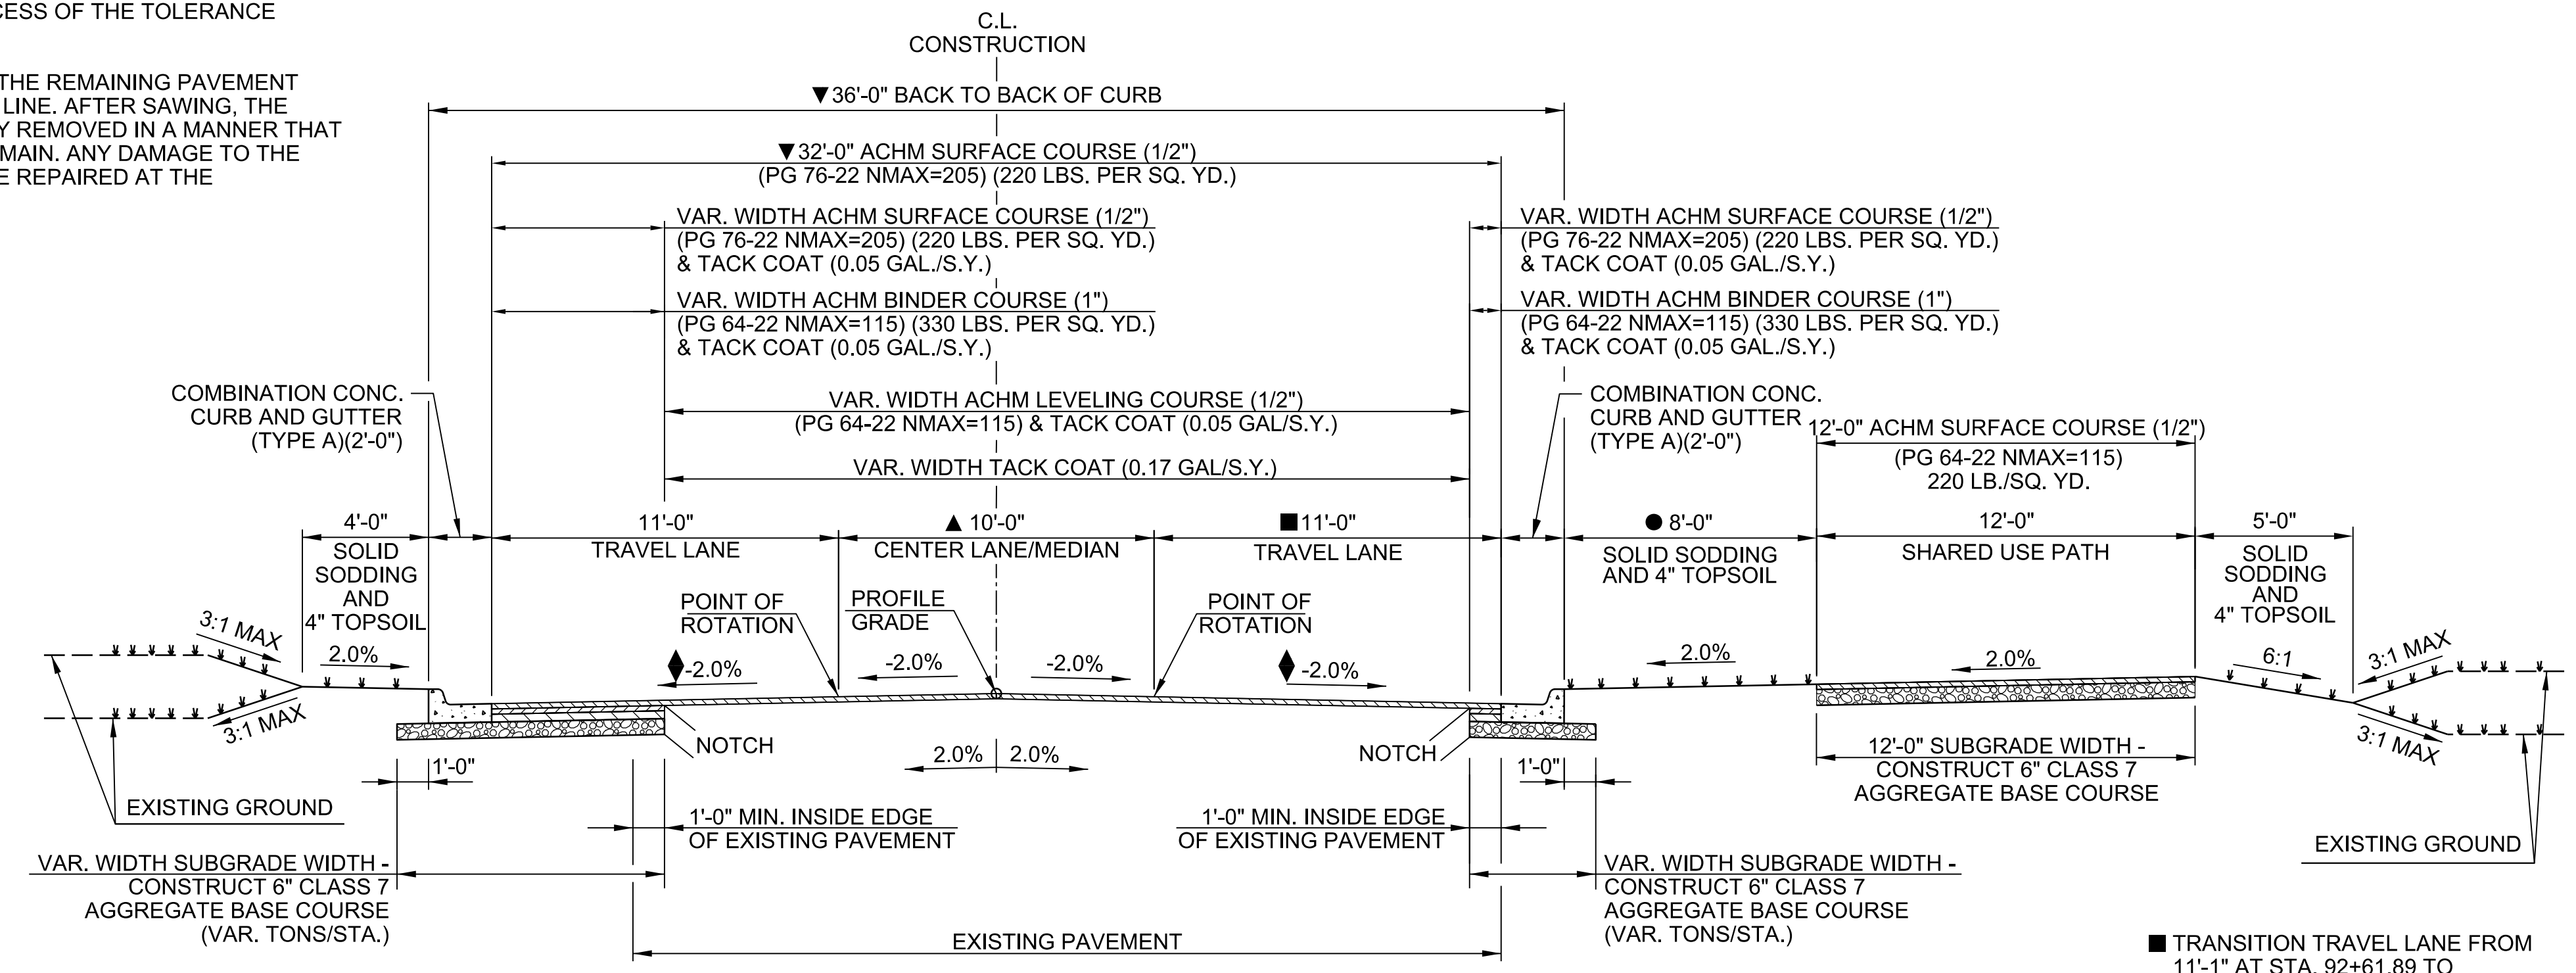 CESS OF THE TOLERANCE
THE REMAINING PAVEMENT
LINE. AFTER SAWING, THE
Y REMOVED IN A MANNER THAT
MAIN. ANY DAMAGE TO THE
E REPAIRED AT THE
C.L.
CONSTRUCTION
▼36'-0" BACK TO BACK OF CURB
▼32'-0" ACHM SURFACE COURSE (1/2")
(PG 76-22 NMAX=205) (220 LBS. PER SQ. YD.)
VAR. WIDTH ACHM SURFACE COURSE (1/2")
(PG 76-22 NMAX=205) (220 LBS. PER SQ. YD.)
& TACK COAT (0.05 GAL./S.Y.)
VAR. WIDTH ACHM BINDER COURSE (1")
(PG 64-22 NMAX=115) (330 LBS. PER SQ. YD.)
& TACK COAT (0.05 GAL./S.Y.)
VAR. WIDTH ACHM SURFACE COURSE (1/2")
(PG 76-22 NMAX=205) (220 LBS. PER SQ. YD.)
& TACK COAT (0.05 GAL./S.Y.)
VAR. WIDTH ACHM BINDER COURSE (1")
(PG 64-22 NMAX=115) (330 LBS. PER SQ. YD.)
& TACK COAT (0.05 GAL./S.Y.)
COMBINATION CONC.
CURB AND GUTTER
(TYPE A)(2'-0")
VAR. WIDTH ACHM LEVELING COURSE (1/2")
(PG 64-22 NMAX=115) & TACK COAT (0.05 GAL/S.Y.)
VAR. WIDTH TACK COAT (0.17 GAL/S.Y.)
COMBINATION CONC.
CURB AND GUTTER
(TYPE A)(2'-0")
12'-0" ACHM SURFACE COURSE (1/2")
(PG 64-22 NMAX=115)
220 LB./SQ. YD.
4'-0"
SOLID
SODDING
AND
4" TOPSOIL
11'-0"
TRAVEL LANE
▲ 10'-0"
CENTER LANE/MEDIAN
■11'-0"
TRAVEL LANE
● 8'-0"
SOLID SODDING
AND 4" TOPSOIL
12'-0"
SHARED USE PATH
5'-0"
SOLID
SODDING
AND
4" TOPSOIL
POINT OF
ROTATION
PROFILE
GRADE
POINT OF
ROTATION
3:1 MAX
2.0%
-2.0%
-2.0%
-2.0%
-2.0%
2.0%
2.0%
6:1
3:1 MAX
3:1 MAX
3:1 MAX
NOTCH
2.0%
2.0%
NOTCH
1'-0"
1'-0"
12'-0" SUBGRADE WIDTH -
CONSTRUCT 6" CLASS 7
AGGREGATE BASE COURSE
EXISTING GROUND
1'-0" MIN. INSIDE EDGE
OF EXISTING PAVEMENT
1'-0" MIN. INSIDE EDGE
OF EXISTING PAVEMENT
EXISTING GROUND
VAR. WIDTH SUBGRADE WIDTH -
CONSTRUCT 6" CLASS 7
AGGREGATE BASE COURSE
(VAR. TONS/STA.)
VAR. WIDTH SUBGRADE WIDTH -
CONSTRUCT 6" CLASS 7
AGGREGATE BASE COURSE
(VAR. TONS/STA.)
EXISTING PAVEMENT
■ TRANSITION TRAVEL LANE FROM
11'-1" AT STA. 92+61.89 TO